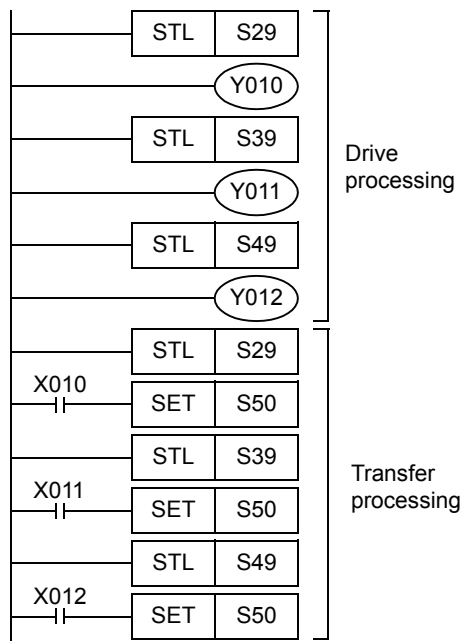 STL S29
Y010
STL S39
Y011
STL S49
Y012
Drive
processing
STL S29
X010
SET S50
STL S39
X011
SET S50
STL S49
X012
SET S50
Transfer
processing